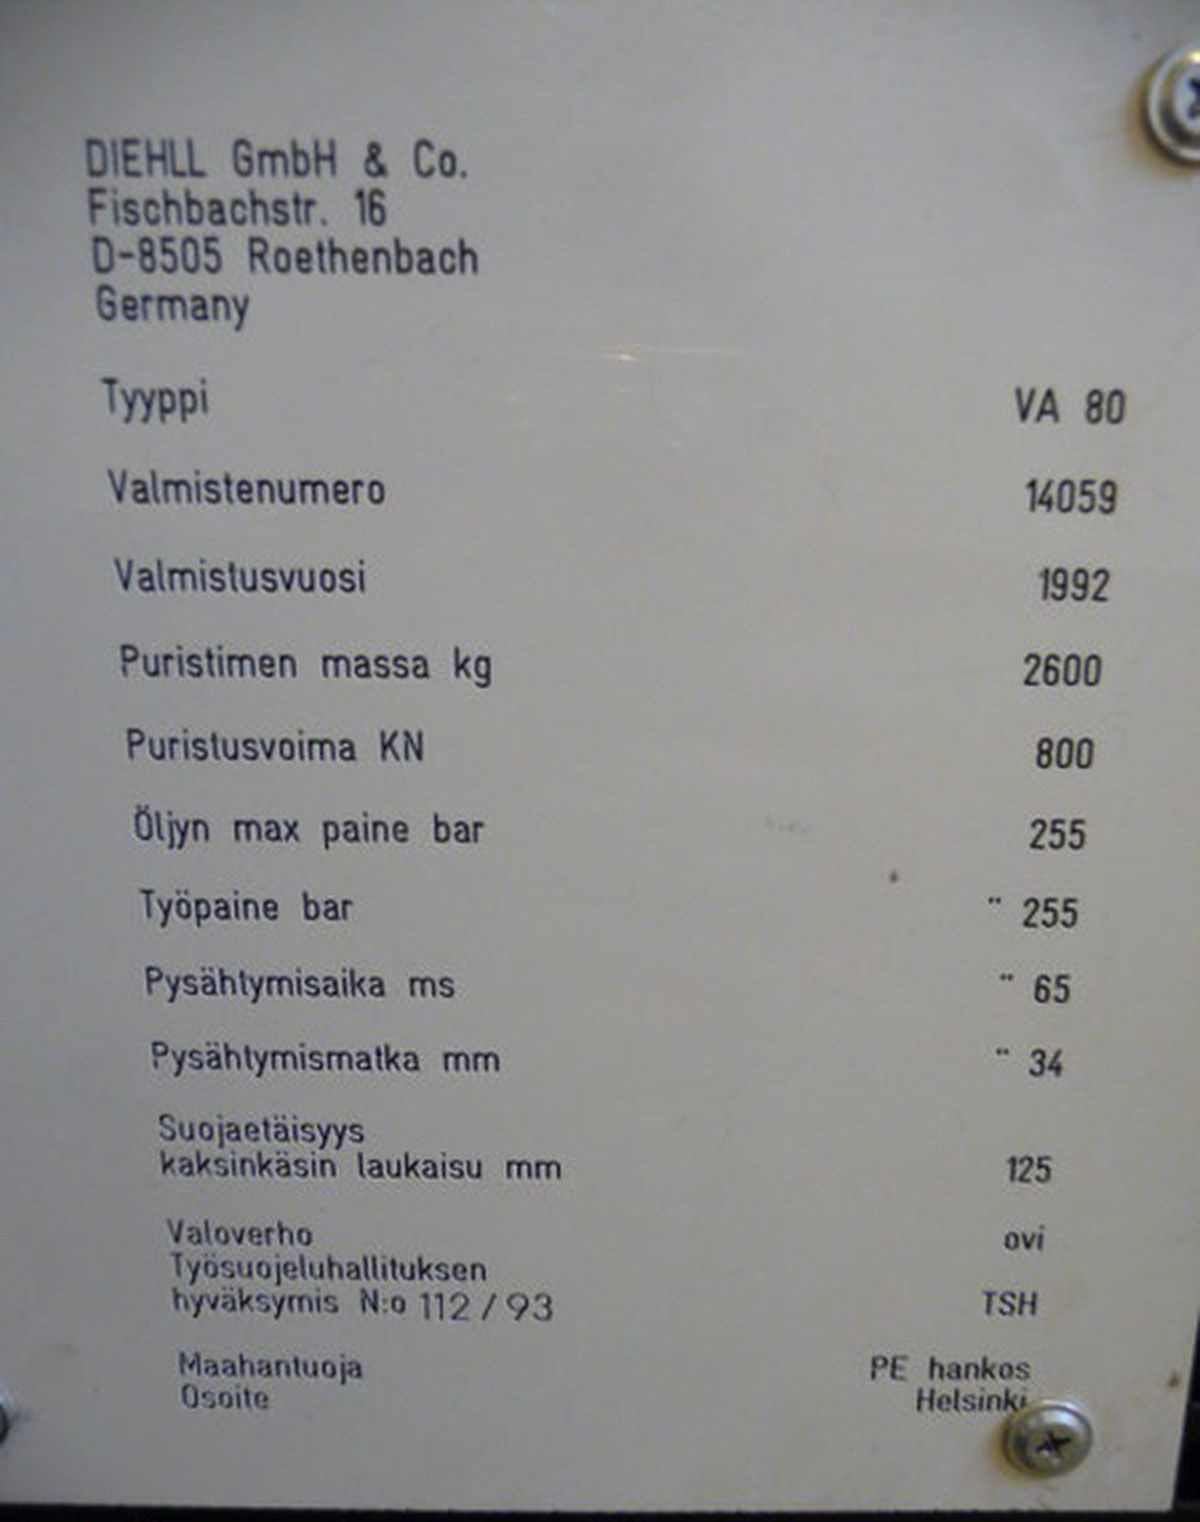 DIEHLL GmbH & Co.
Fischbachstr. 16
D-8505 Roethenbach
Germany
Tyyppi VA 80
Valmistenumero 14059
Valmistusvuosi 1992
Puristimen massa kg 2600
Puristusvoima KN 800
Öljyn max paine bar 255
Työpaine bar ¨ 255
Pysähtymisaika ms ¨ 65
Pysähtymismatka mm ¨ 34
Suojaetäisyys
kaksinkäsin laukaisu mm 125
Valoverho ovi
Työsuojeluhallituksen
hyväksymis N:o 112 / 93 TSH
Maahantuoja PE hankos
Osoite Helsinki